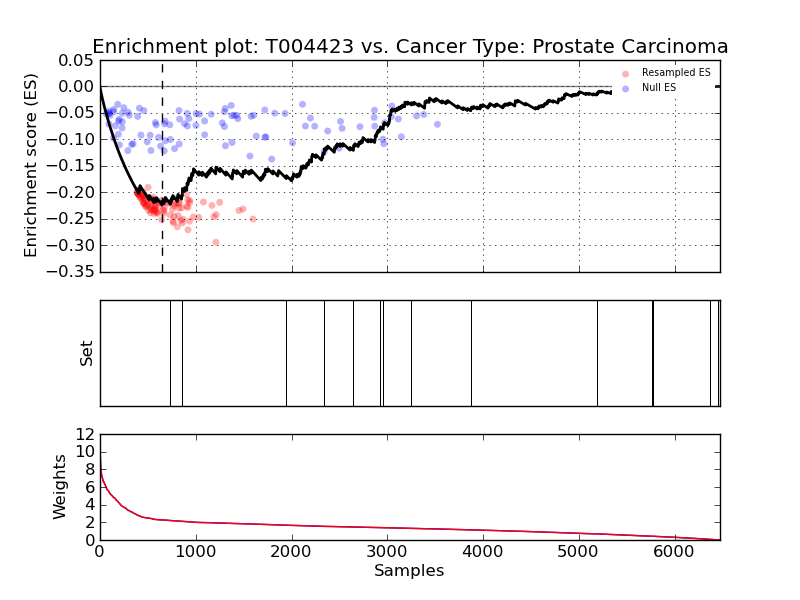 Enrichment plot: T004423 vs. Cancer Type: Prostate Carcinoma
0.05
0.00
−0.05
−0.10
−0.15
−0.20
−0.25
−0.30
−0.35
Enrichment score (ES)
Resampled ES
Null ES
Set
12
10
8
6
4
2
0
Weights
0 1000 2000 3000 4000 5000 6000
Samples